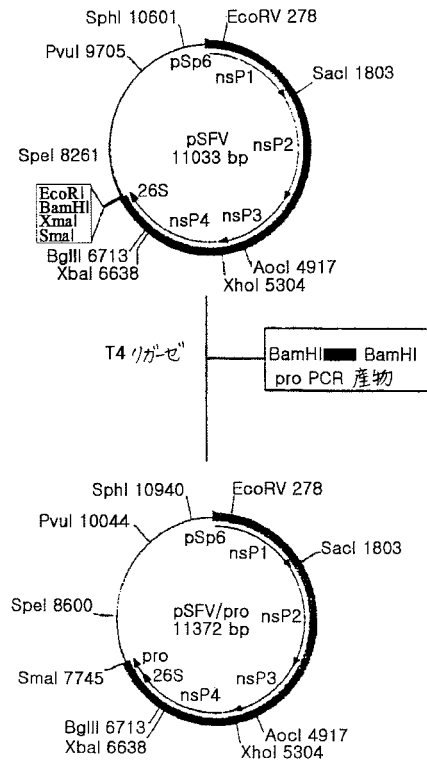 SphI 10601
EcoRV 278
PvuI 9705
pSp6
nsP1
SacI 1803
pSFV
11033 bp
nsP2
SpeI 8261
EcoRI
BamHI
XmaI
SmaI
26S
nsP4
nsP3
BglII 6713
XbaI 6638
AocI 4917
XhoI 5304
T4 リガーゼ
BamHI BamHI
pro PCR 産物
SphI 10940
EcoRV 278
PvuI 10044
pSp6
nsP1
SacI 1803
SpeI 8600
pSFV/pro
11372 bp
nsP2
pro
SmaI 7745
26S
nsP4
nsP3
BglII 6713
XbaI 6638
AocI 4917
XhoI 5304